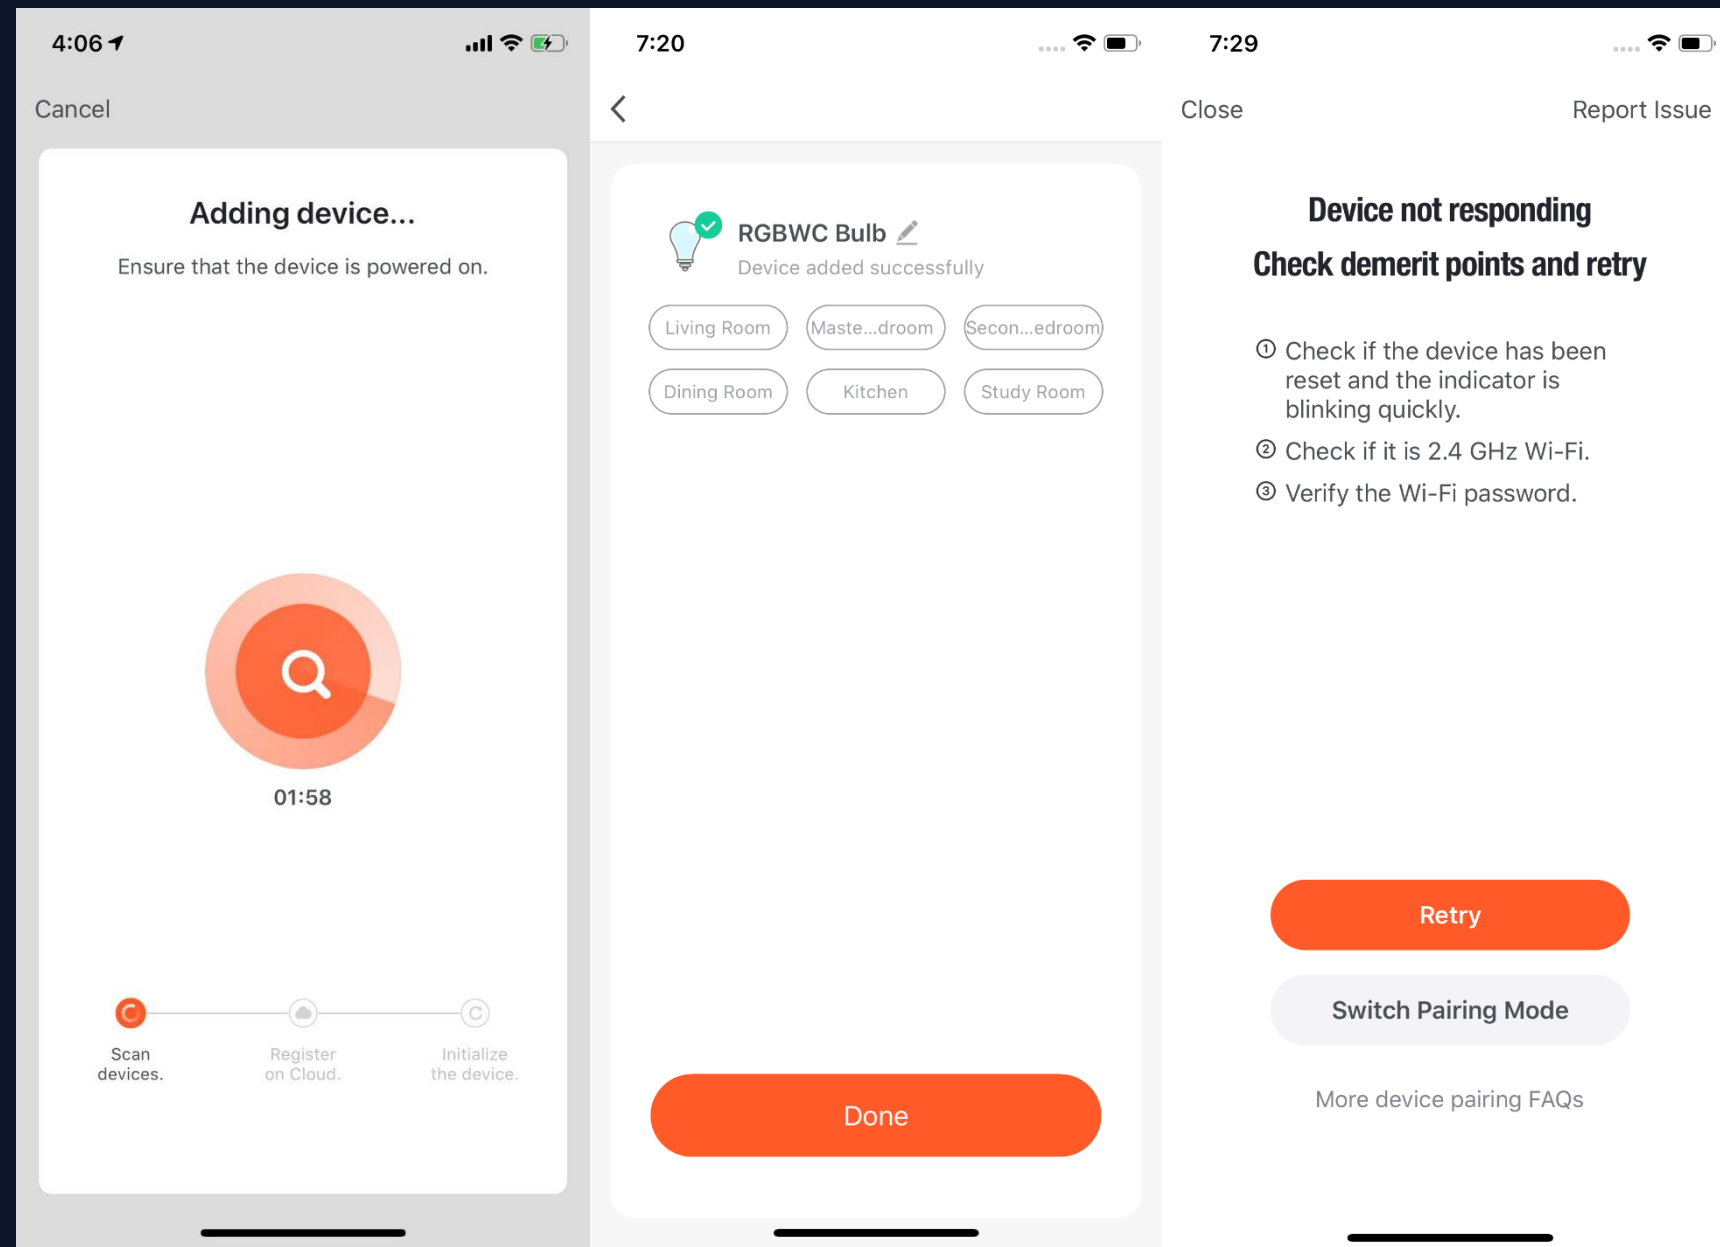 4:06
Cancel
Adding device...
Ensure that the device is powered on.
01:58
Scan
devices.
Register
on Cloud.
Initialize
the device.
7:20
RGBWC Bulb
Device added successfully
Living Room
Maste...droom
Secon...edroom
Dining Room
Kitchen
Study Room
Done
7:29
Close
Report Issue
Device not responding
Check demerit points and retry
① Check if the device has been
reset and the indicator is
blinking quickly.
② Check if it is 2.4 GHz Wi-Fi.
③ Verify the Wi-Fi password.
Retry
Switch Pairing Mode
More device pairing FAQs